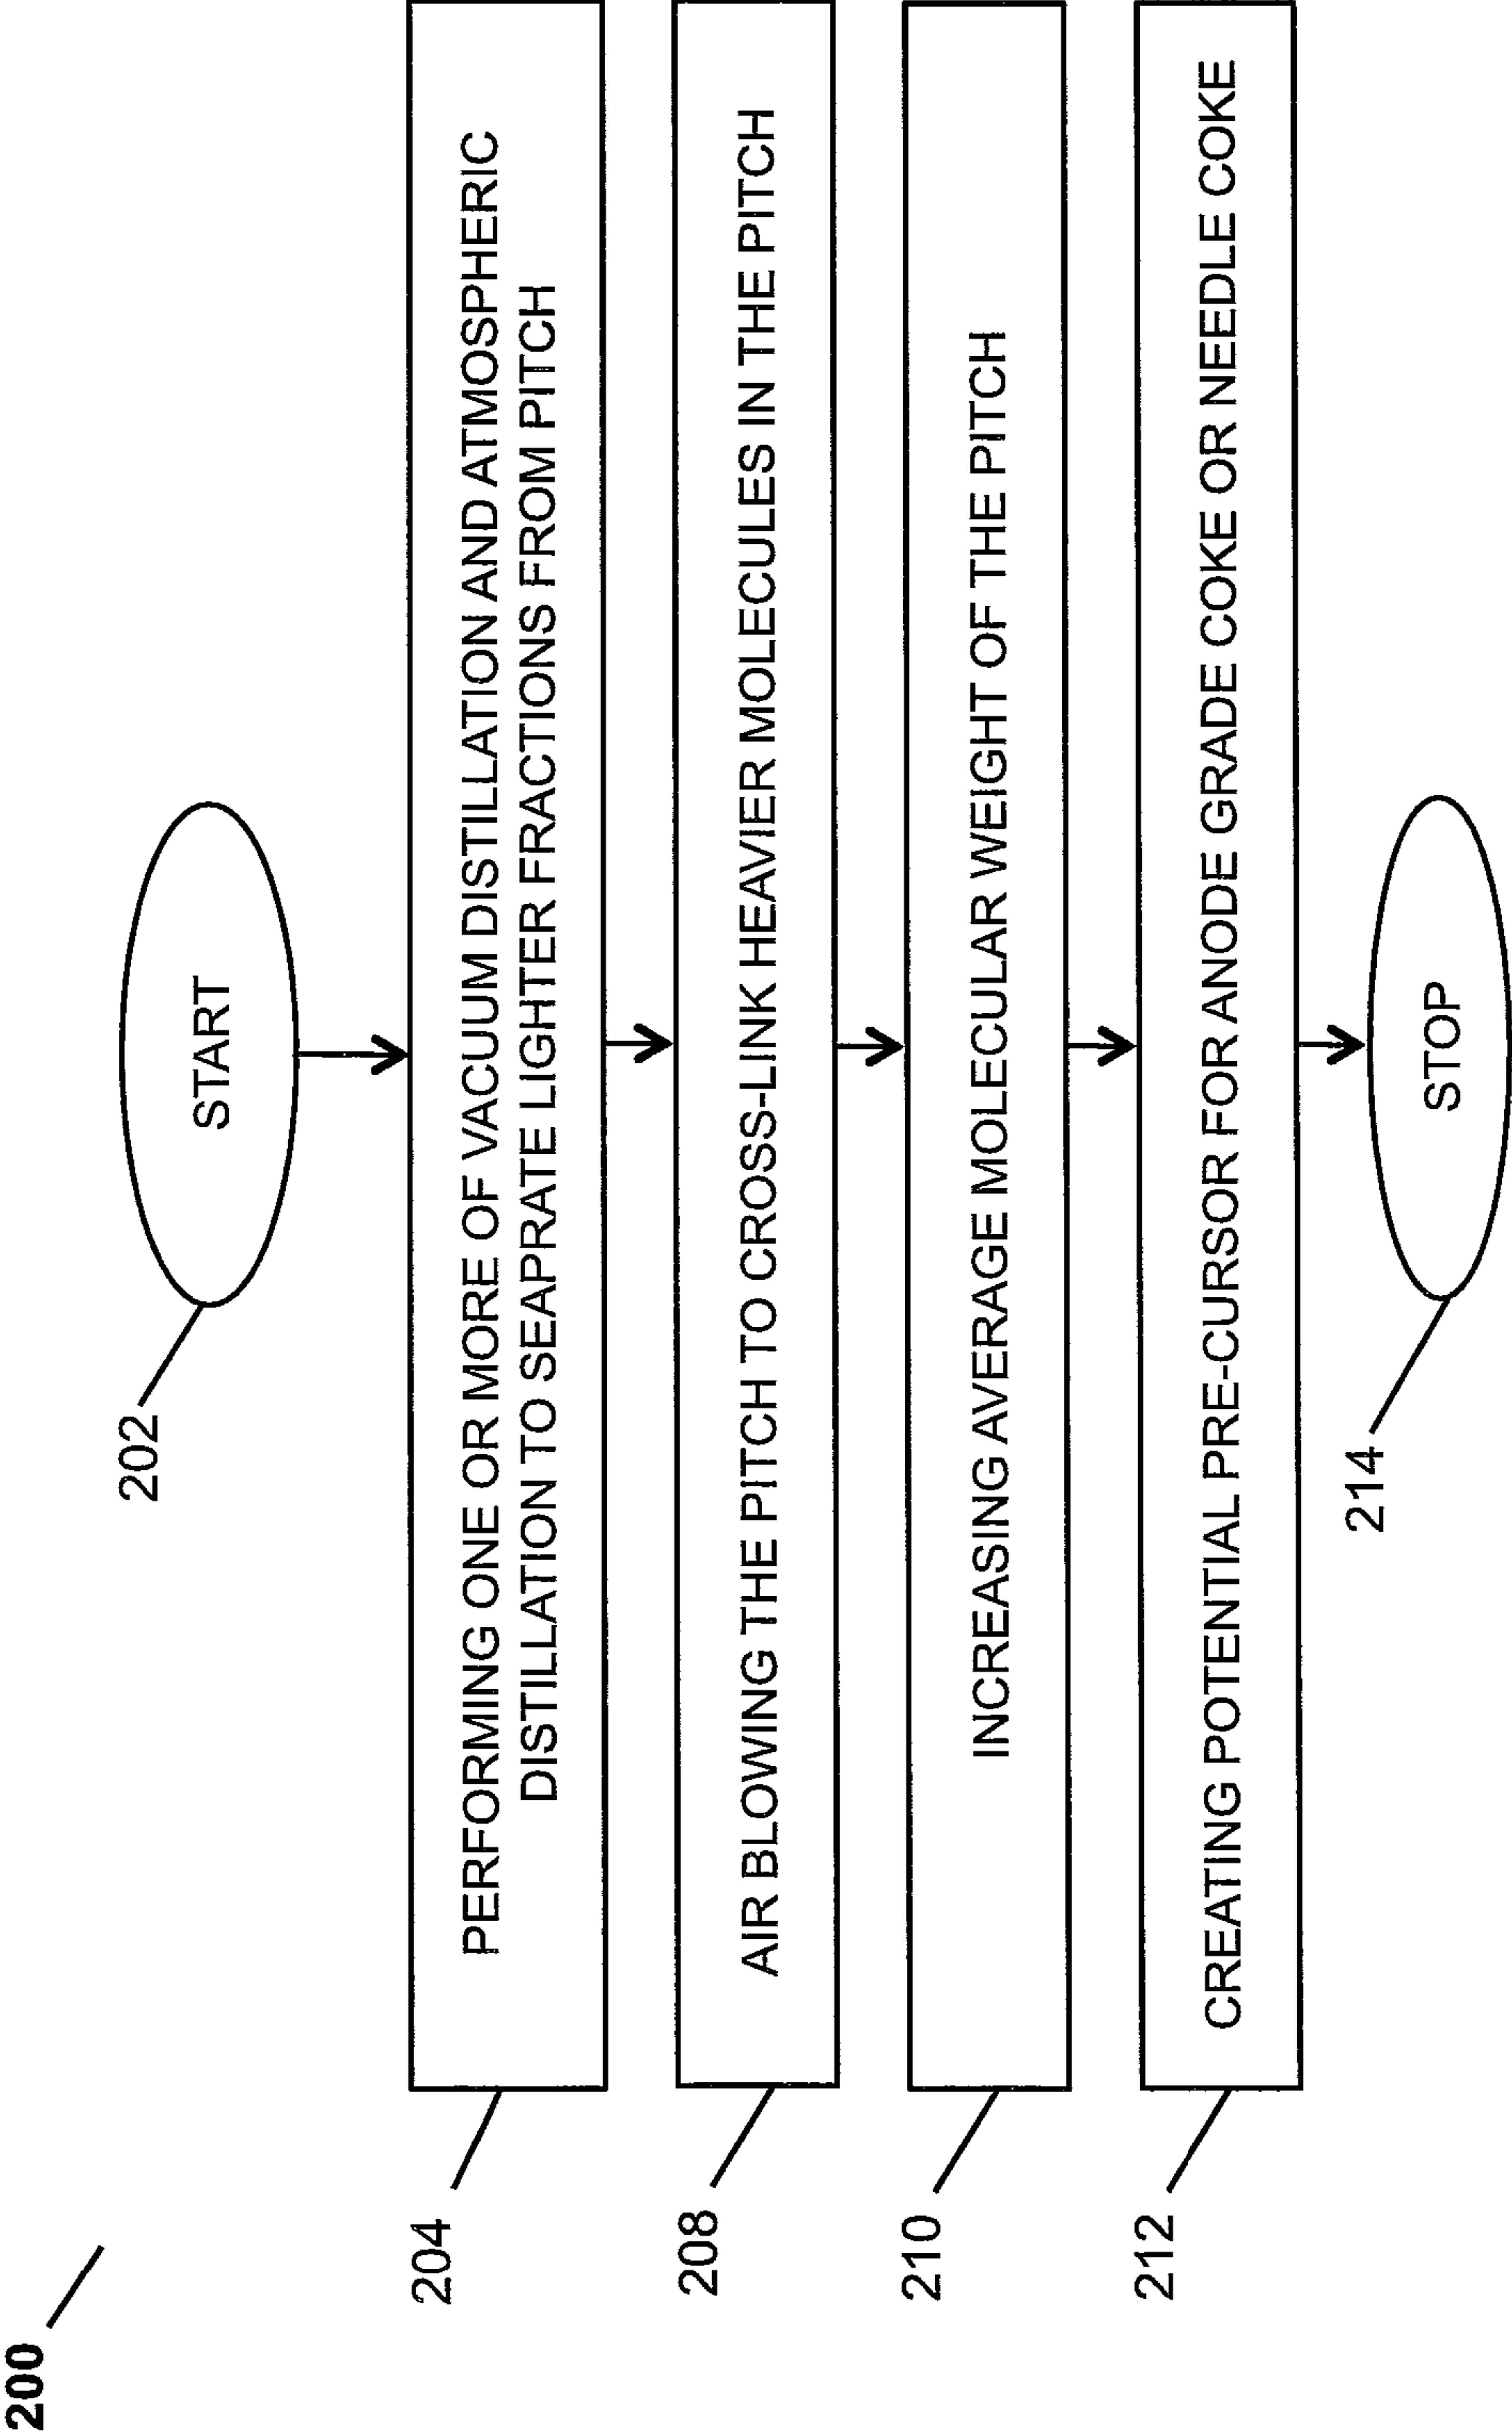 200
202
START
204
PERFORMING ONE OR MORE OF VACUUM DISTILLATION AND ATMOSPHERIC
DISTILLATION TO SEAPRATE LIGHTER FRACTIONS FROM PITCH
208
AIR BLOWING THE PITCH TO CROSS-LINK HEAVIER MOLECULES IN THE PITCH
210
INCREASING AVERAGE MOLECULAR WEIGHT OF THE PITCH
212
CREATING POTENTIAL PRE-CURSOR FOR ANODE GRADE COKE OR NEEDLE COKE
214
STOP